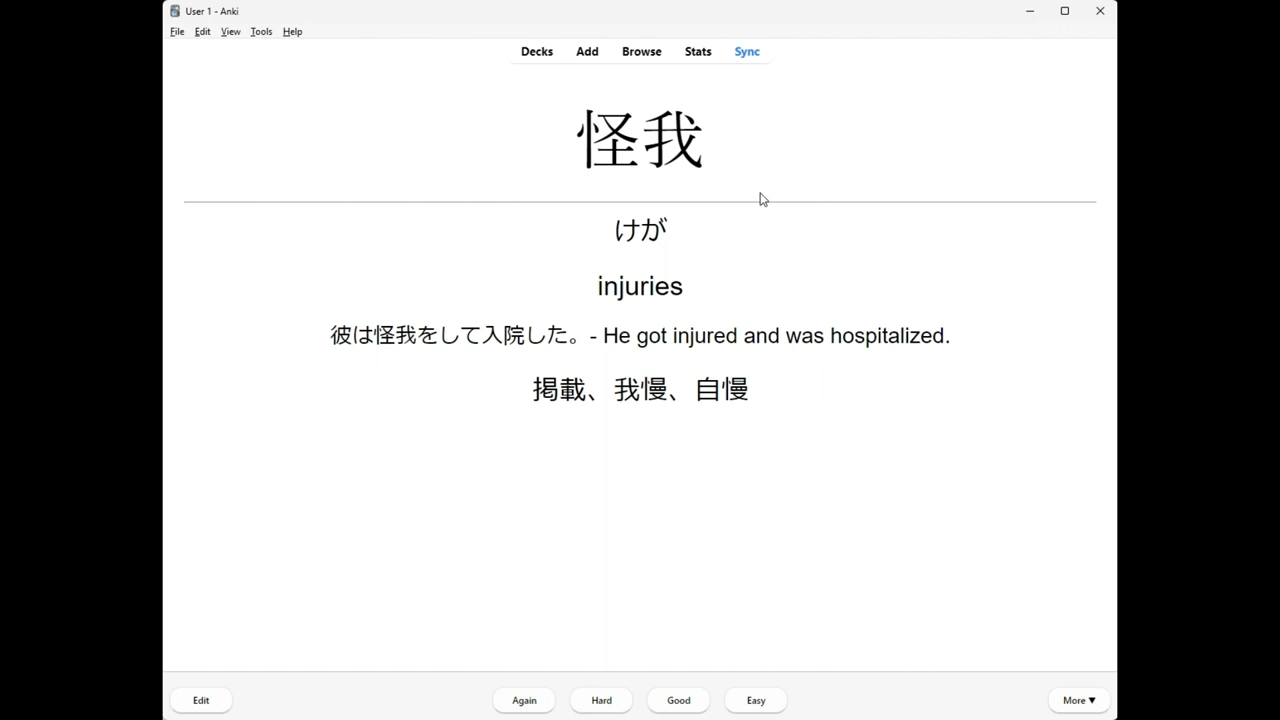 User 1 - Anki
File Edit View Tools Help
Decks Add Browse Stats Sync
怪我
けが
injuries
彼は怪我をして入院した。- He got injured and was hospitalized.
掲載、我慢、自慢
Edit Again Hard Good Easy More ▼